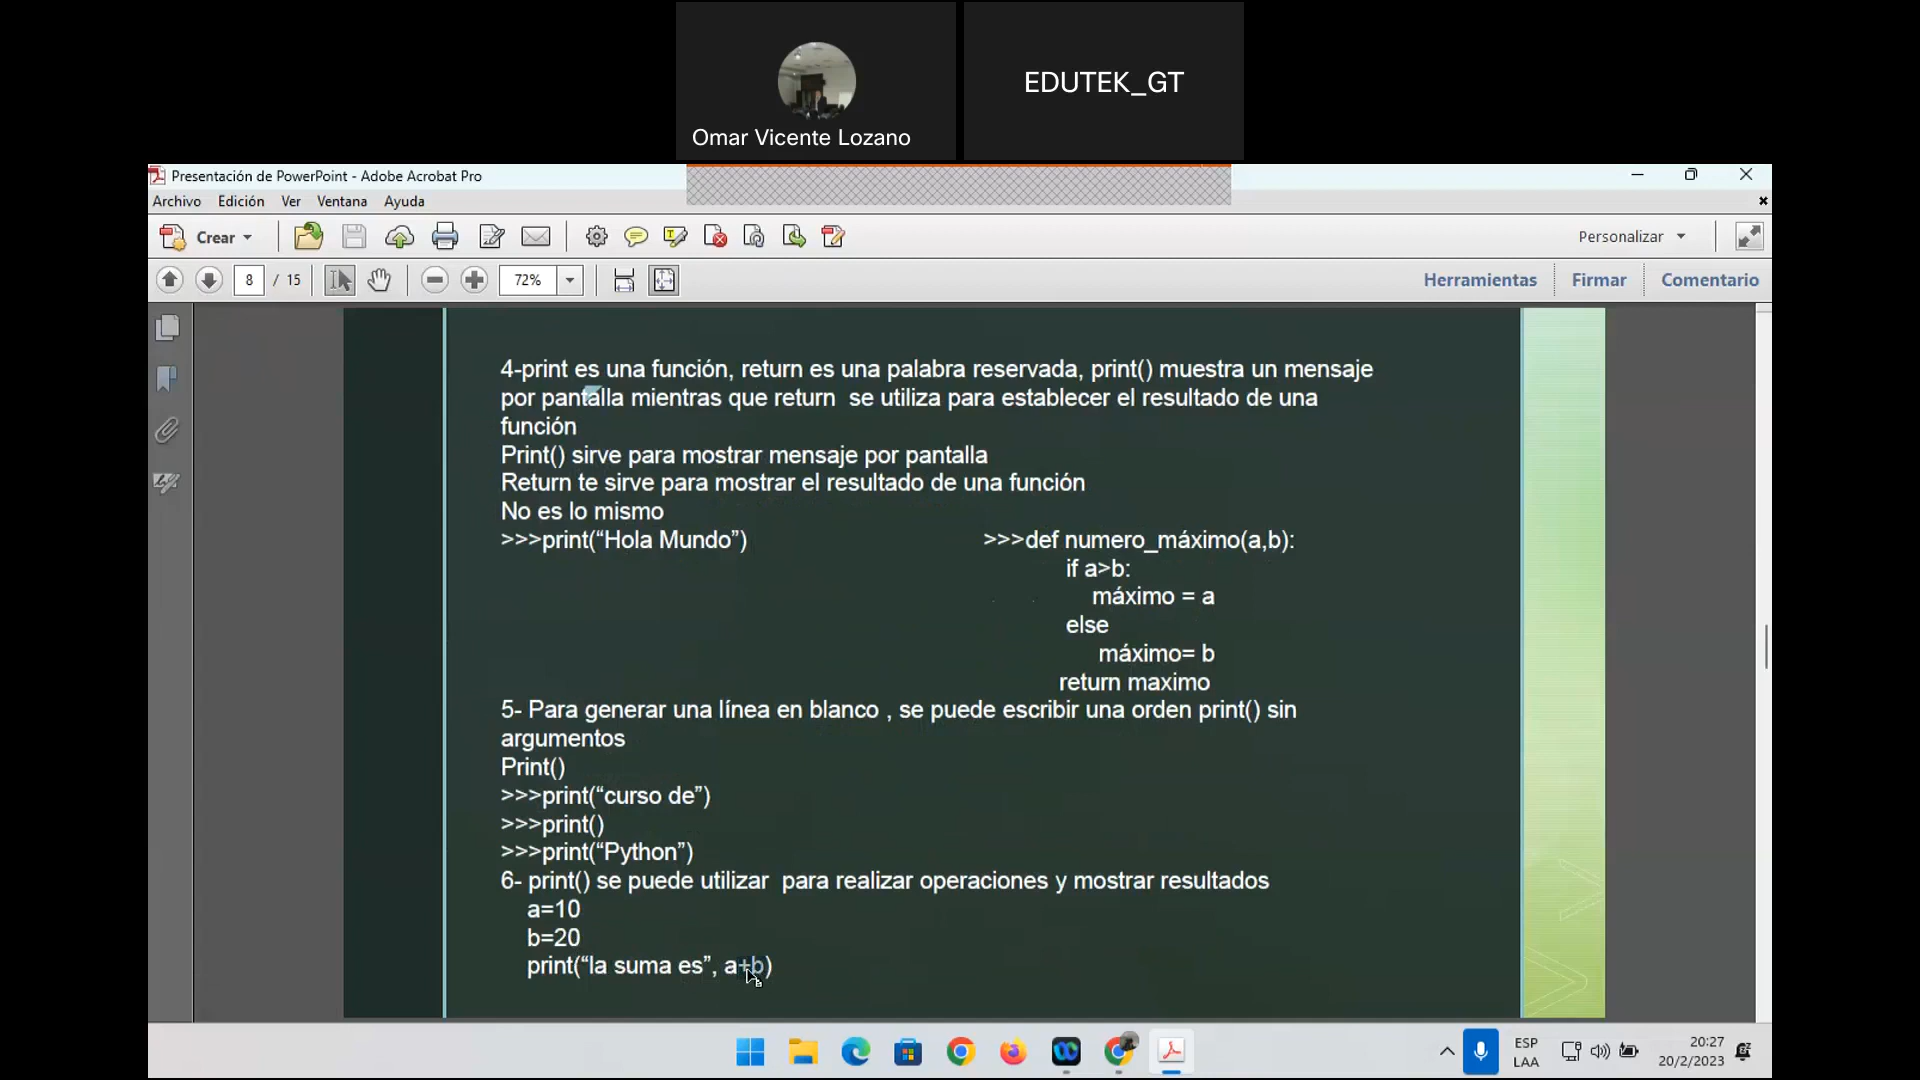 EDUTEK_GT
Omar Vicente Lozano
Presentación de PowerPoint - Adobe Acrobat Pro
Archivo Edición Ver Ventana Ayuda
Crear
Personalizar
8 / 15
72%
Herramientas Firmar Comentario
4-print es una función, return es una palabra reservada, print() muestra un mensaje
por pantalla mientras que return se utiliza para establecer el resultado de una
función
Print() sirve para mostrar mensaje por pantalla
Return te sirve para mostrar el resultado de una función
No es lo mismo
>>>print(“Hola Mundo”) >>>def numero_máximo(a,b):
if a>b:
máximo = a
else
máximo= b
return maximo
5- Para generar una línea en blanco , se puede escribir una orden print() sin
argumentos
Print()
>>>print(“curso de”)
>>>print()
>>>print(“Python”)
6- print() se puede utilizar para realizar operaciones y mostrar resultados
a=10
b=20
print(“la suma es”, a+b)
ESP
LAA
20:27
20/2/2023